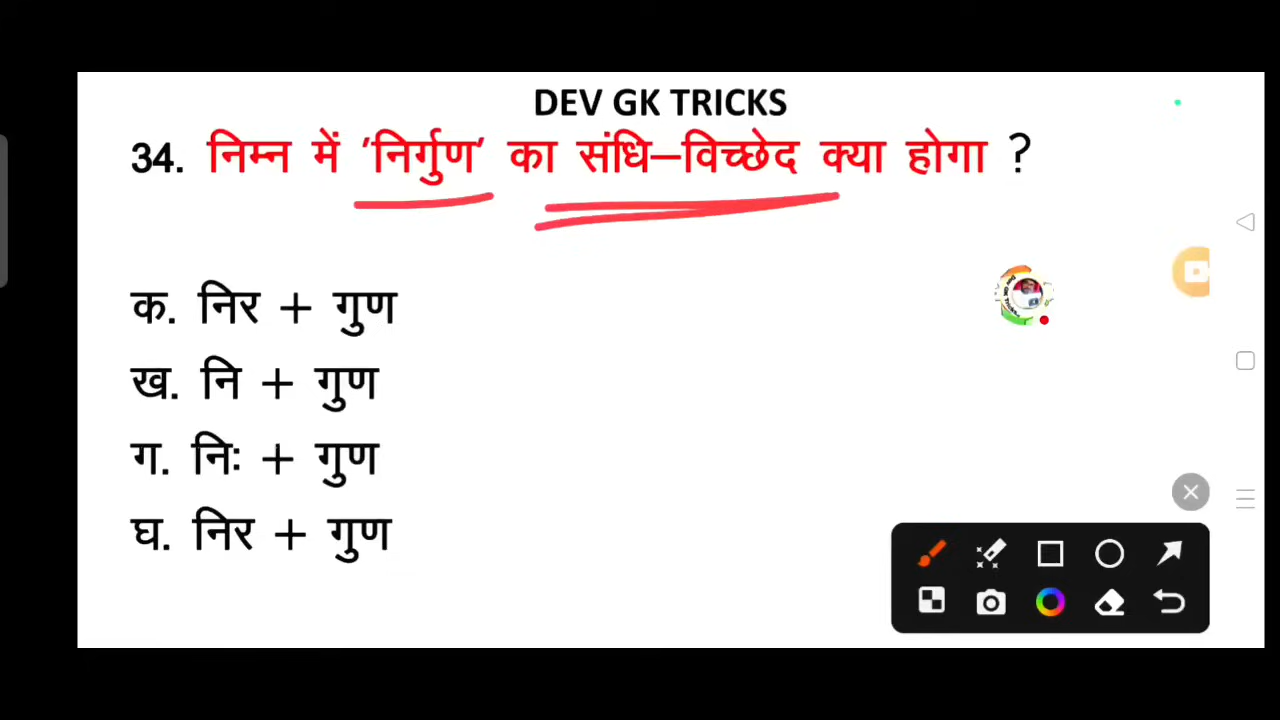 DEV GK TRICKS
34. निम्न में 'निर्गुण' का संधि–विच्छेद क्या होगा ?
क. निर + गुण
ख. नि + गुण
ग. निः + गुण
घ. निर + गुण